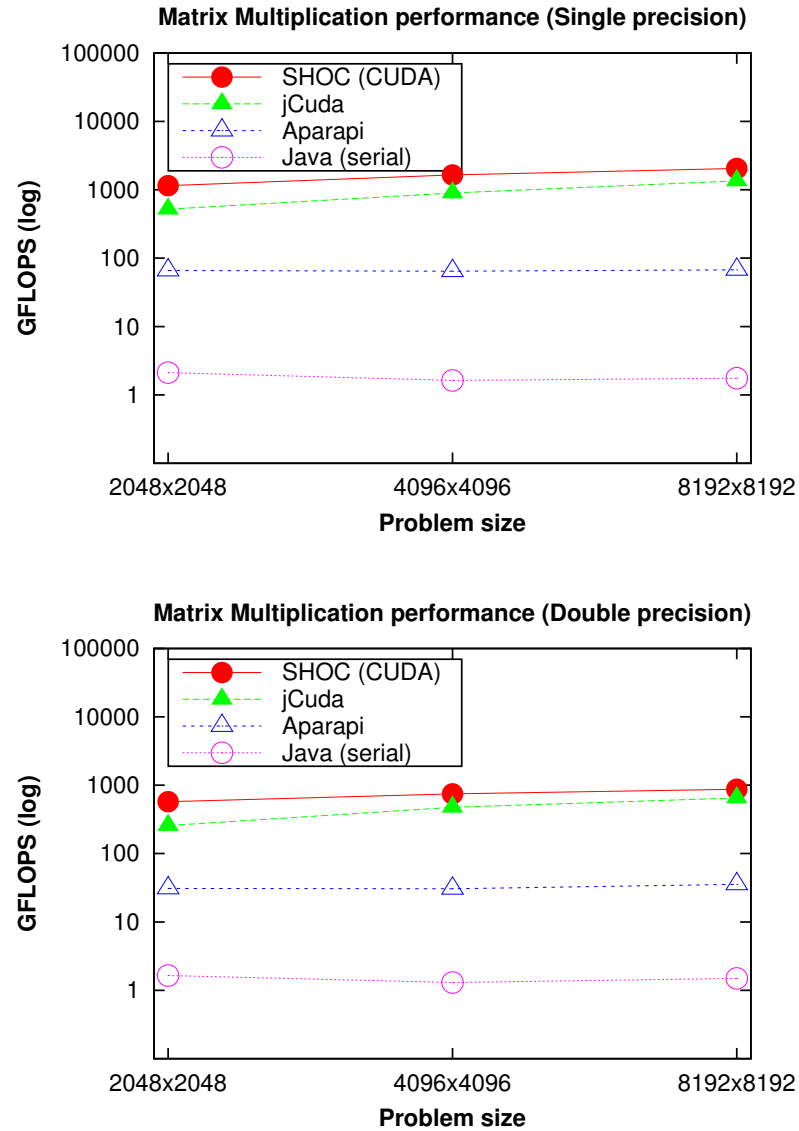 Matrix Multiplication performance (Single precision)
100000
10000
1000
100
10
1
GFLOPS (log)
SHOC (CUDA)
jCuda
Aparapi
Java (serial)
2048x2048 4096x4096 8192x8192
Problem size
Matrix Multiplication performance (Double precision)
100000
10000
1000
100
10
1
GFLOPS (log)
SHOC (CUDA)
jCuda
Aparapi
Java (serial)
2048x2048 4096x4096 8192x8192
Problem size